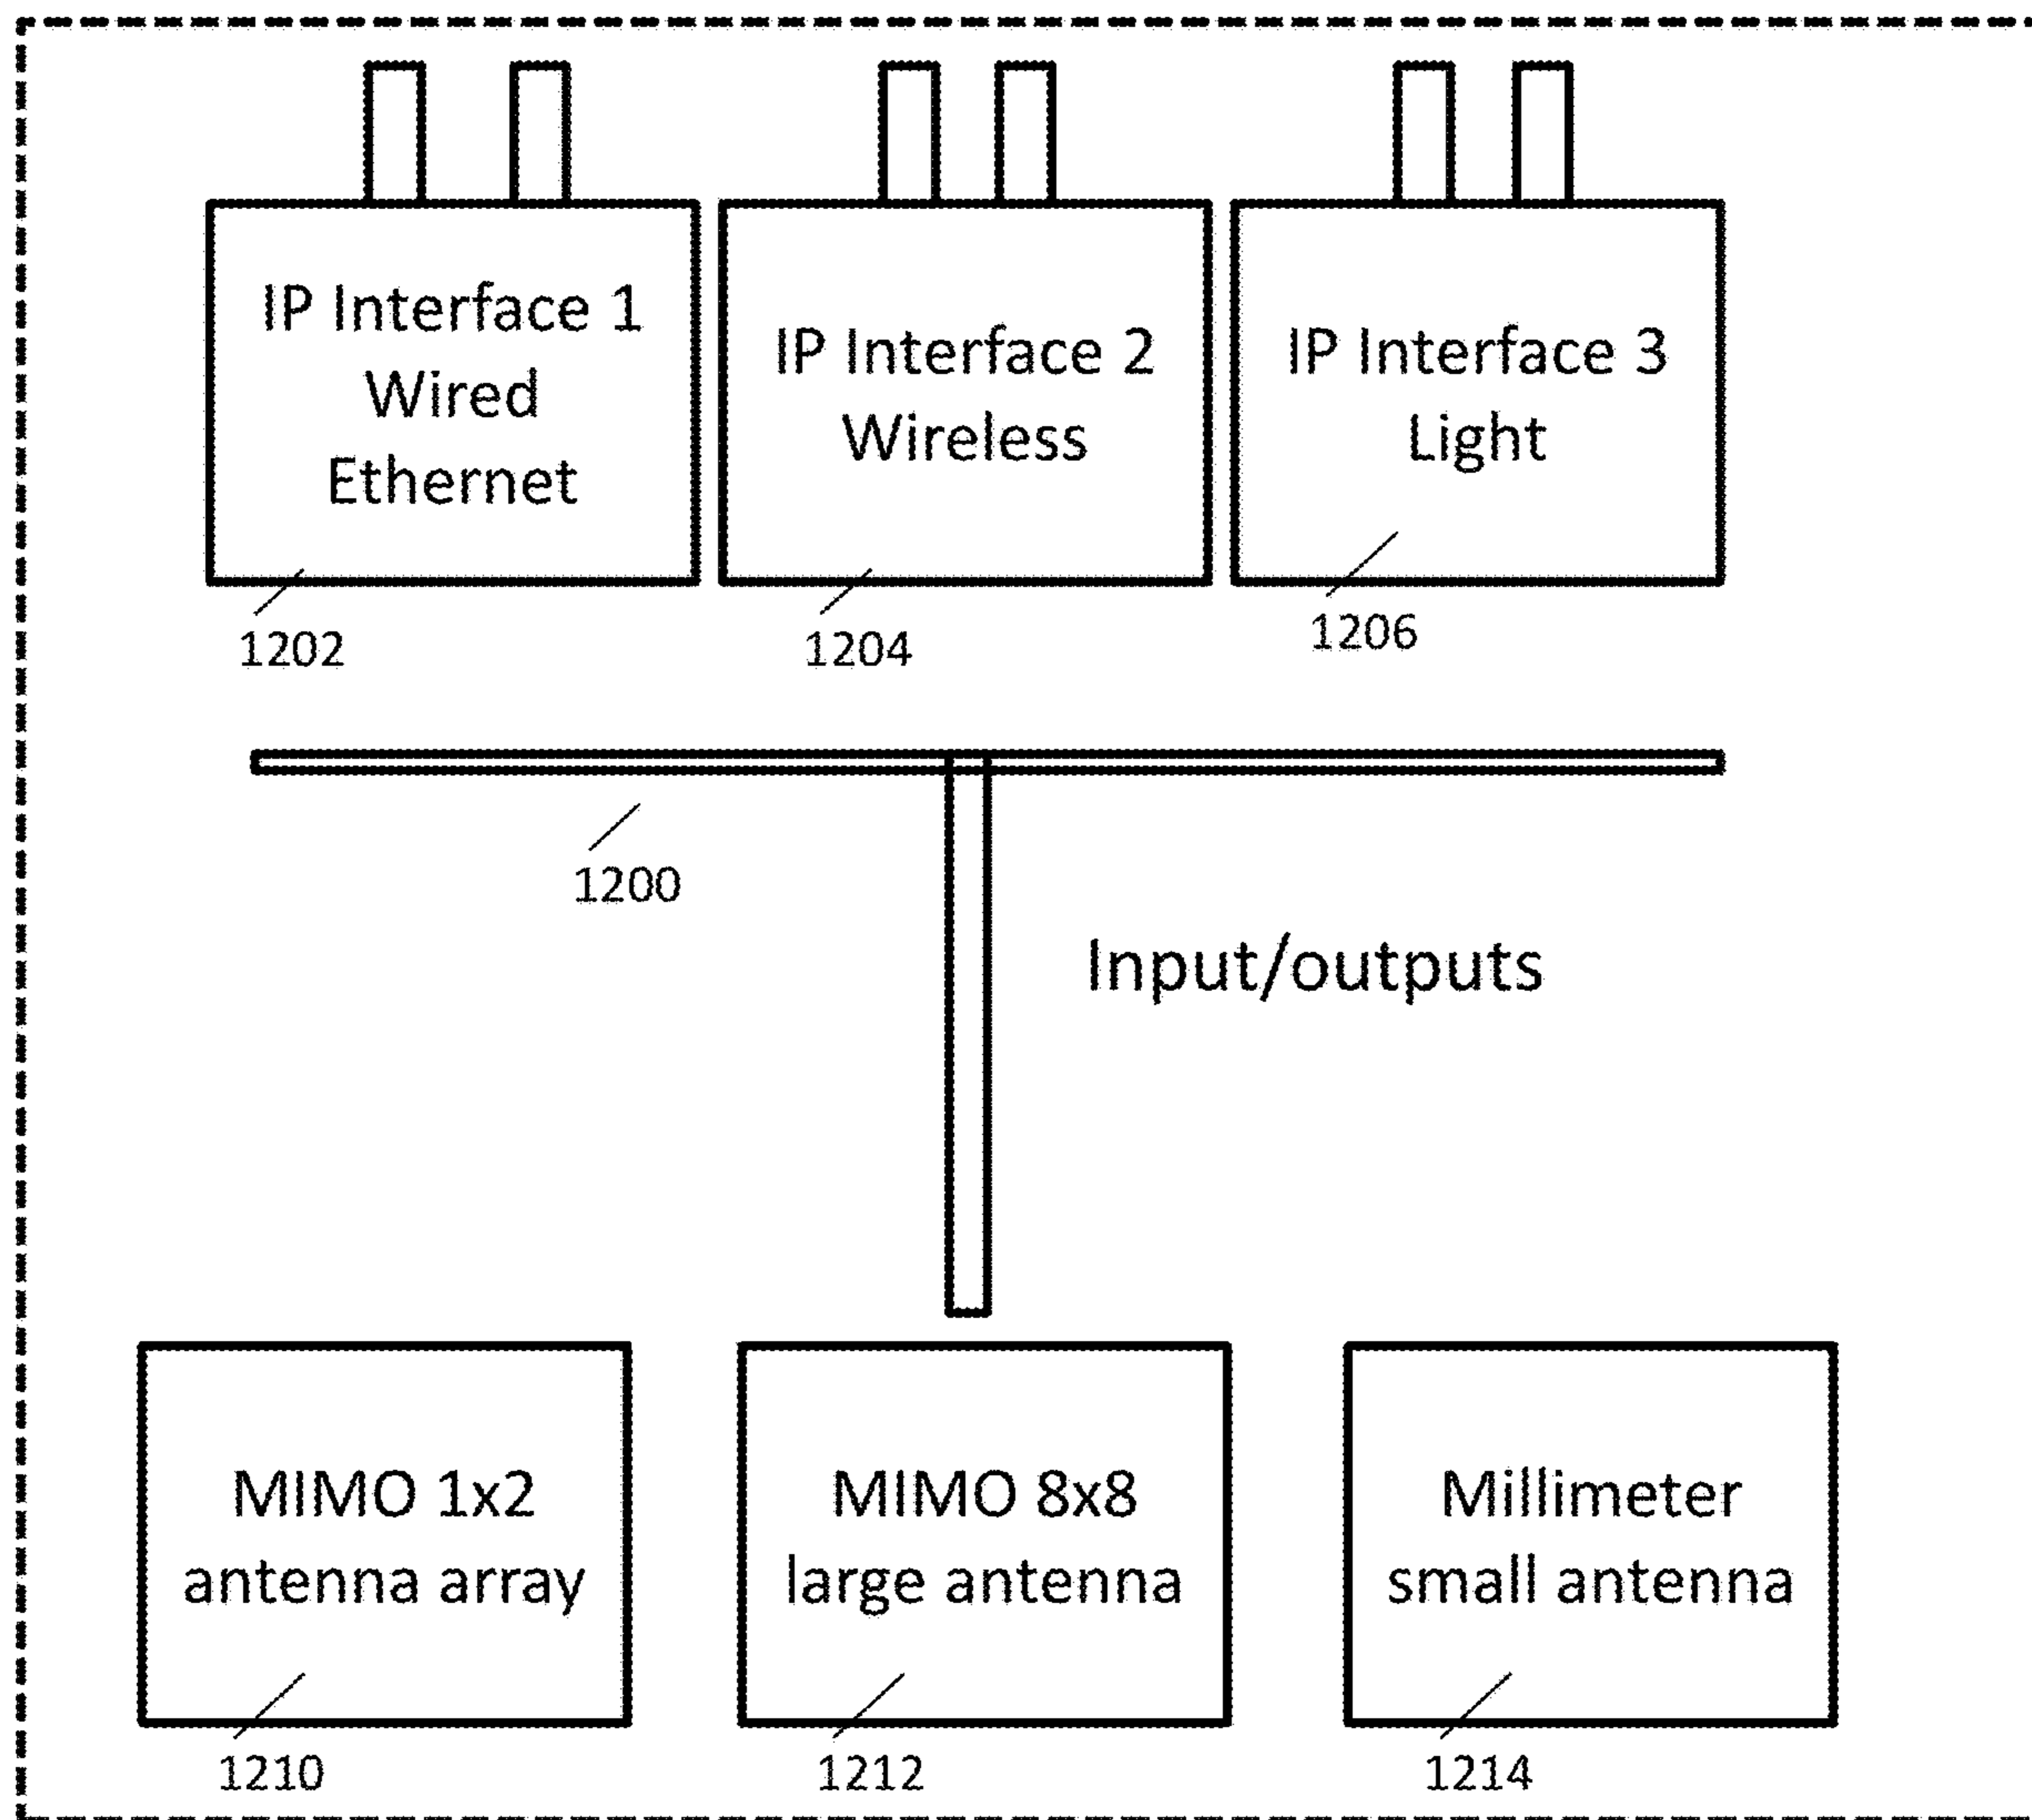 IP Interface 1
Wired
Ethernet
IP Interface 2
Wireless
IP Interface 3
Light
1202
1204
1206
1200
Input/outputs
MIMO 1x2
antenna array
MIMO 8x8
large antenna
Millimeter
small antenna
1210
1212
1214